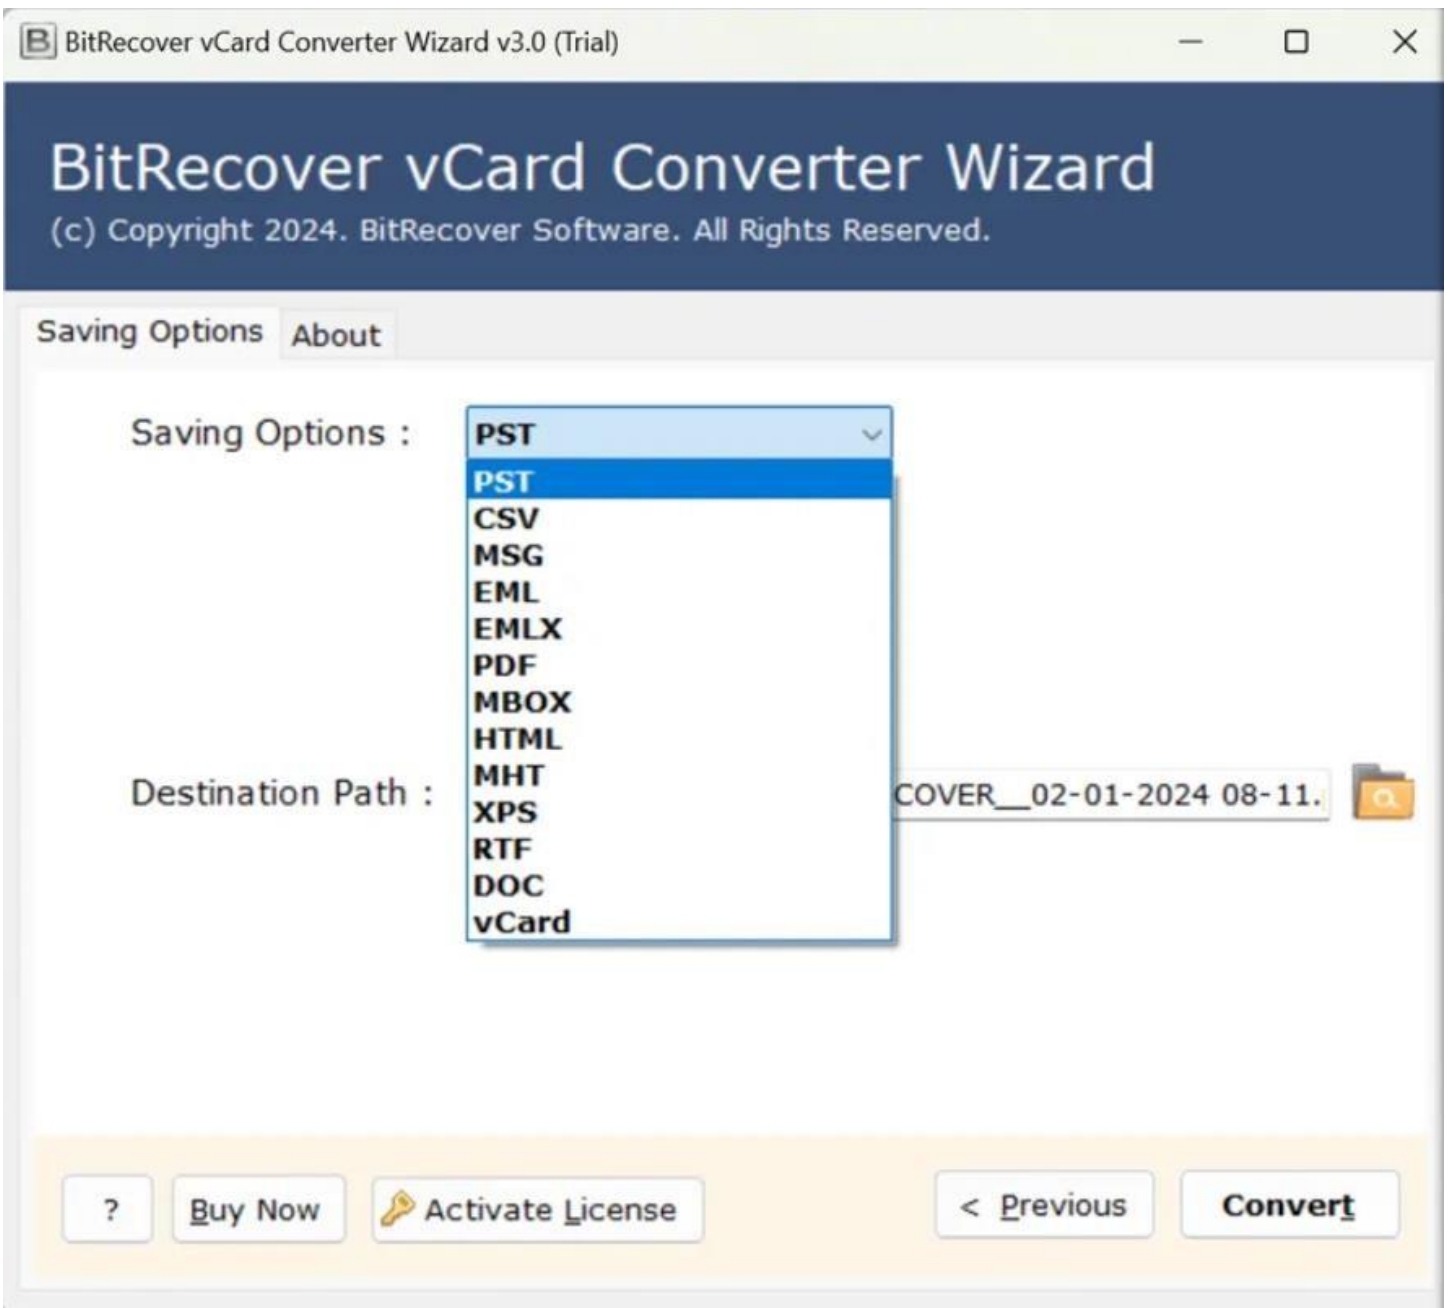 BitRecover vCard Converter Wizard v3.0 (Trial)
BitRecover vCard Converter Wizard
(c) Copyright 2024. BitRecover Software. All Rights Reserved.
Saving Options About
Saving Options : PST
PST
CSV
MSG
EML
EMLX
PDF
MBOX
HTML
MHT
XPS
RTF
DOC
vCard
Destination Path : COVER__02-01-2024 08-11.
? Buy Now Activate License < Previous Convert